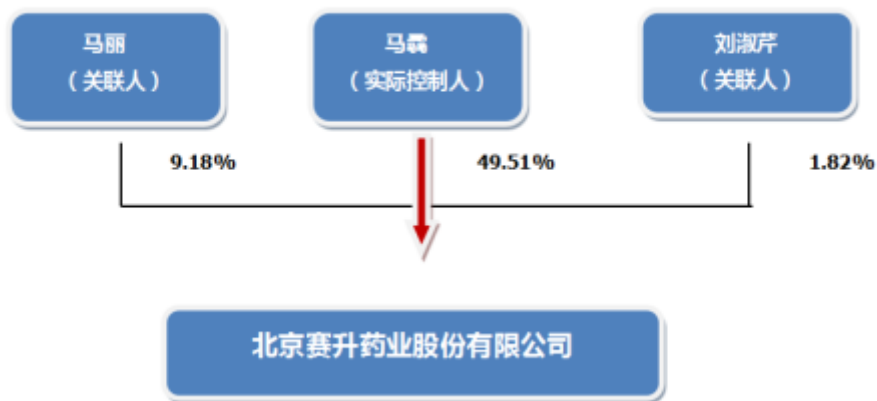 马丽
（关联人）
马骉
（实际控制人）
刘淑芹
（关联人）
9.18%
49.51%
1.82%
北京赛升药业股份有限公司